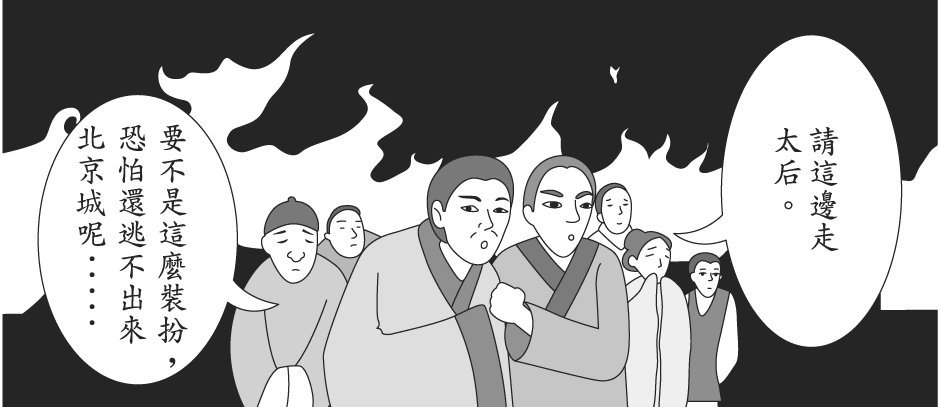 請這邊走
太后。
要不是這麼裝扮，
恐怕還逃不出來
北京城呢⋯⋯